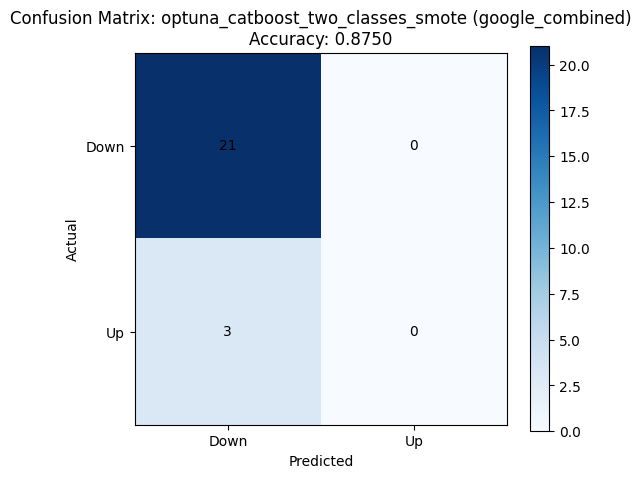 Confusion Matrix: optuna_catboost_two_classes_smote (google_combined)
Accuracy: 0.8750
Actual
Down
Up
21
0
3
0
Down
Up
Predicted
20.0
17.5
15.0
12.5
10.0
7.5
5.0
2.5
0.0